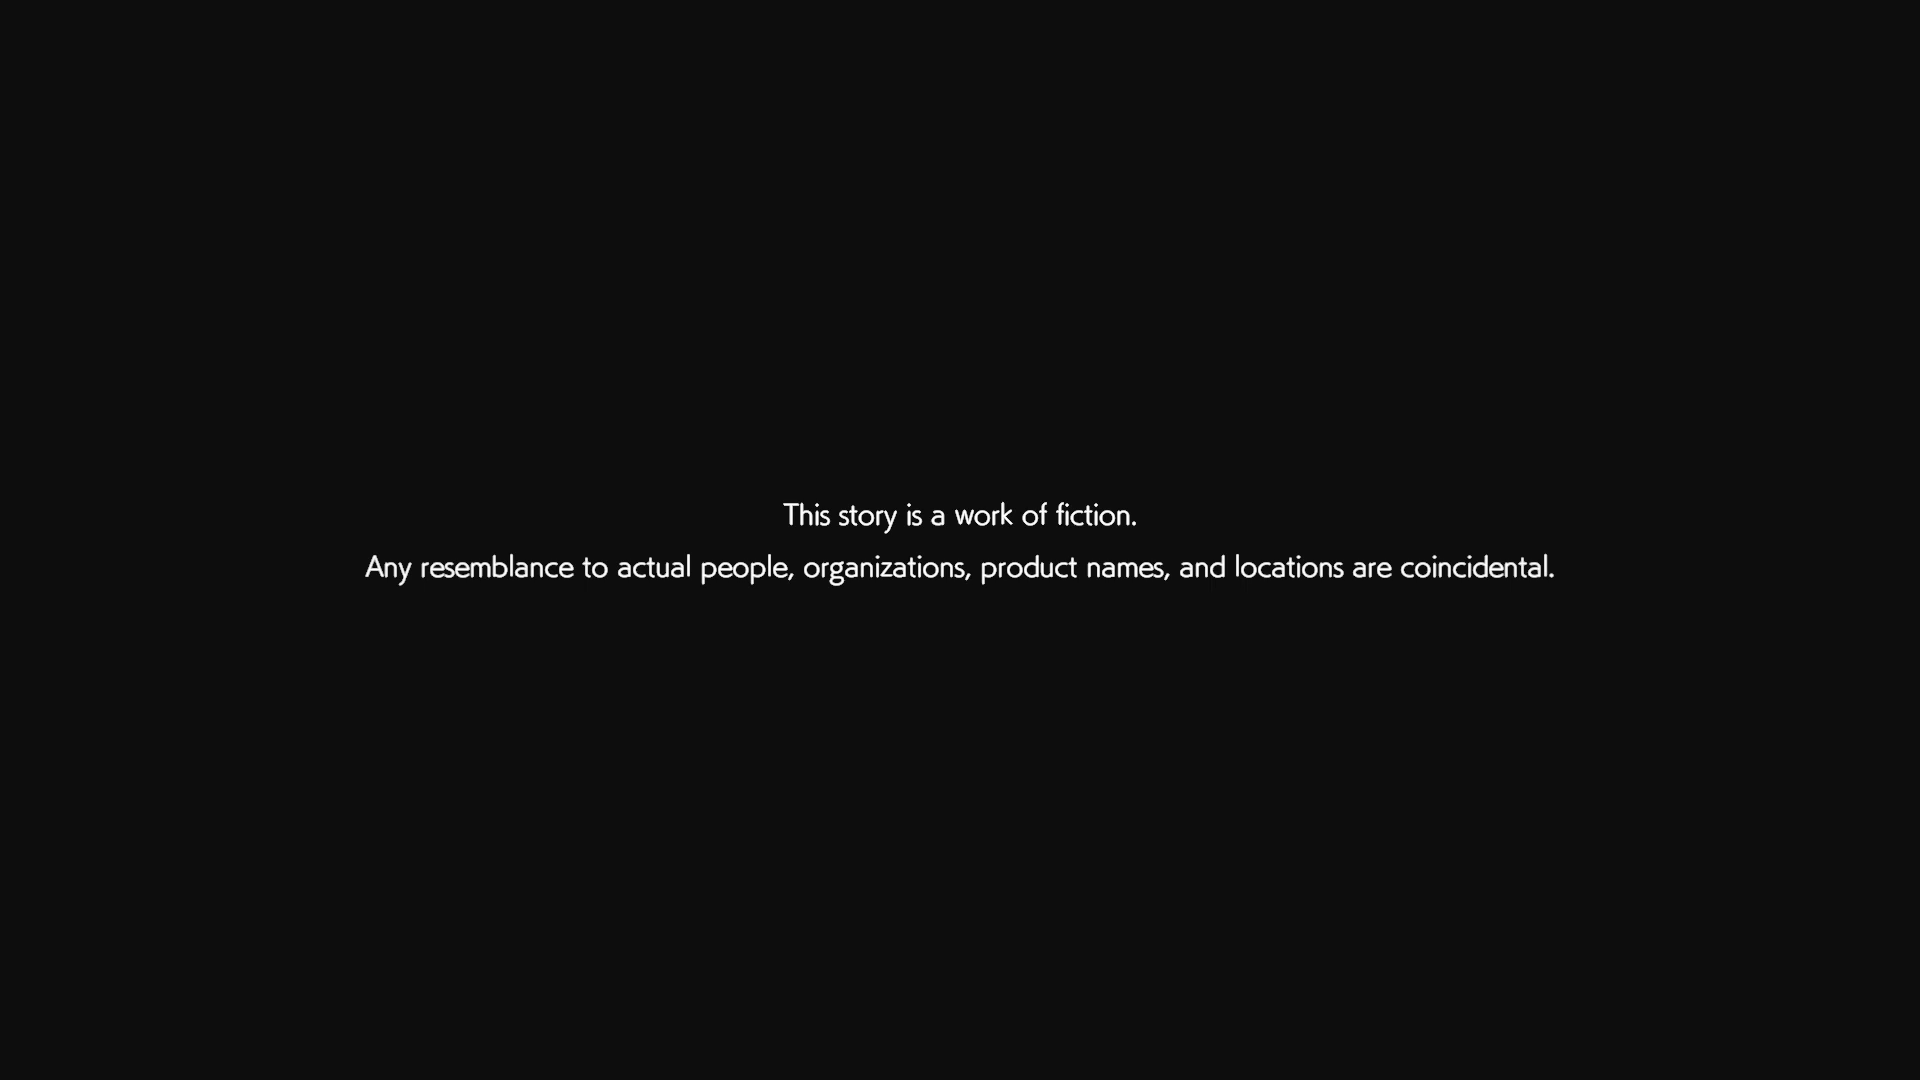 This story is a work of fiction.
Any resemblance to actual people, organizations, product names, and locations are coincidental.